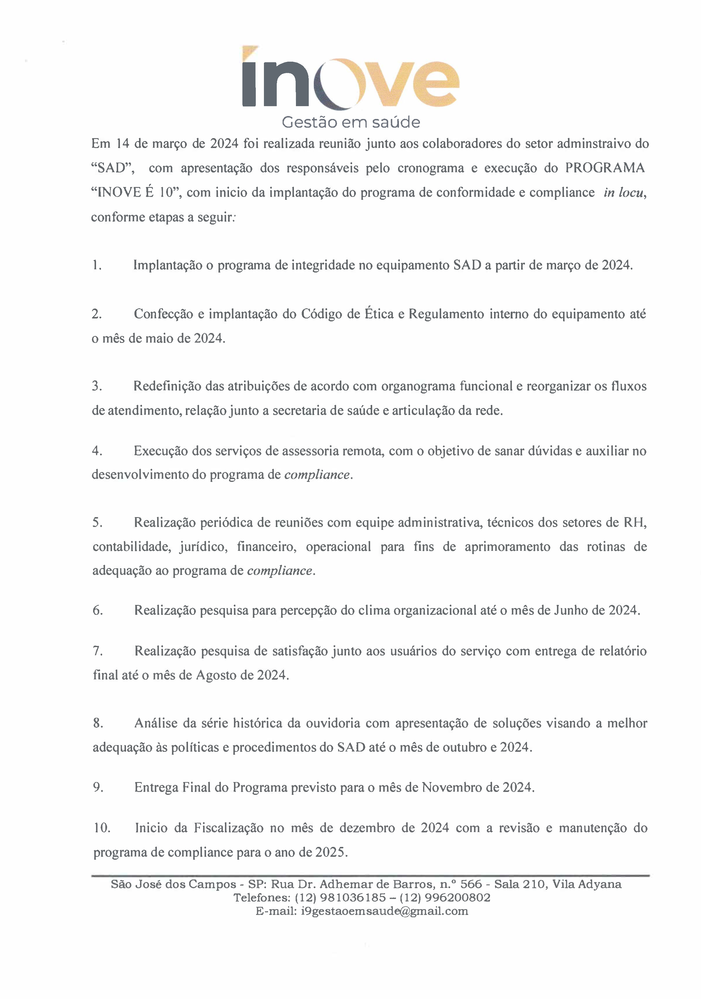 inove
Gestão em saúde
Em 14 de março de 2024 foi realizada reunião junto aos colaboradores do setor adminstraivo do
“SAD”, com apresentação dos responsáveis pelo cronograma e execução do PROGRAMA
“INOVE É 10”, com inicio da implantação do programa de conformidade e compliance in locu,
conforme etapas a seguir:
1. Implantação o programa de integridade no equipamento SAD a partir de março de 2024.
2. Confecção e implantação do Código de Ética e Regulamento interno do equipamento até
o mês de maio de 2024.
3. Redefinição das atribuições de acordo com organograma funcional e reorganizar os fluxos
de atendimento, relação junto a secretaria de saúde e articulação da rede.
4. Execução dos serviços de assessoria remota, com o objetivo de sanar dúvidas e auxiliar no
desenvolvimento do programa de compliance.
5. Realização periódica de reuniões com equipe administrativa, técnicos dos setores de RH,
contabilidade, jurídico, financeiro, operacional para fins de aprimoramento das rotinas de
adequação ao programa de compliance.
6. Realização pesquisa para percepção do clima organizacional até o mês de Junho de 2024.
7. Realização pesquisa de satisfação junto aos usuários do serviço com entrega de relatório
final até o mês de Agosto de 2024.
8. Análise da série histórica da ouvidoria com apresentação de soluções visando a melhor
adequação às políticas e procedimentos do SAD até o mês de outubro e 2024.
9. Entrega Final do Programa previsto para o mês de Novembro de 2024.
10. Inicio da Fiscalização no mês de dezembro de 2024 com a revisão e manutenção do
programa de compliance para o ano de 2025.
São José dos Campos - SP: Rua Dr. Adhemar de Barros, n.º 566 - Sala 210, Vila Adyana
Telefones: (12) 981036185 – (12) 996200802
E-mail: i9gestaoemsaude@gmail.com